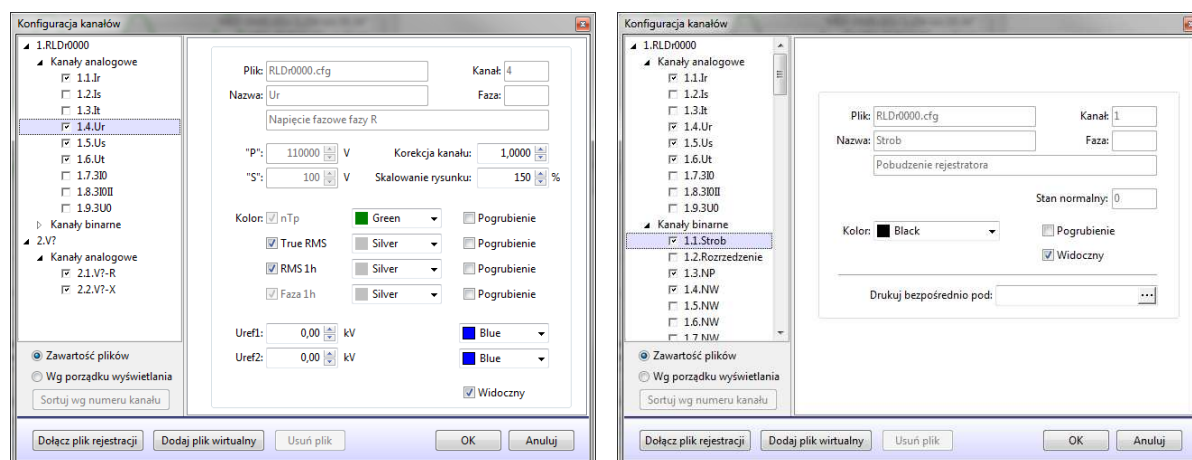 Konfiguracja kanałów
1.RLDr0000
Kanały analogowe
1.1.Ir
1.2.Is
1.3.It
1.4.Ur
1.5.Us
1.6.Ut
1.7.3I0
1.8.3I0II
1.9.3U0
Kanały binarne
2.V?
Kanały analogowe
2.1.V?-R
2.2.V?-X
Zawartość plików
Wg porządku wyświetlania
Sortuj wg numeru kanału
Plik: RLDr0000.cfg Kanał: 4
Nazwa: Ur Faza:
Napięcie fazowe fazy R
"P": 110000 V Korekcja kanału: 1,0000
"S": 100 V Skalowanie rysunku: 150 %
Kolor: nTp Green Pogrubienie
True RMS Silver Pogrubienie
RMS 1h Silver Pogrubienie
Faza 1h Silver Pogrubienie
Uref1: 0,00 kV Blue
Uref2: 0,00 kV Blue
Widoczny
Dołącz plik rejestracji Dodaj plik wirtualny Usuń plik OK Anuluj
Konfiguracja kanałów
1.RLDr0000
Kanały analogowe
1.1.Ir
1.2.Is
1.3.It
1.4.Ur
1.5.Us
1.6.Ut
1.7.3I0
1.8.3I0II
1.9.3U0
Kanały binarne
1.1.Strob
1.2.Rozrzedzenie
1.3.NP
1.4.NW
1.5.NW
1.6.NW
1.7.NW
Zawartość plików
Wg porządku wyświetlania
Sortuj wg numeru kanału
Plik: RLDr0000.cfg Kanał: 1
Nazwa: Strob Faza:
Pobudzenie rejestratora
Stan normalny: 0
Kolor: Black Pogrubienie
Widoczny
Drukuj bezpośrednio pod: ...
Dołącz plik rejestracji Dodaj plik wirtualny Usuń plik OK Anuluj